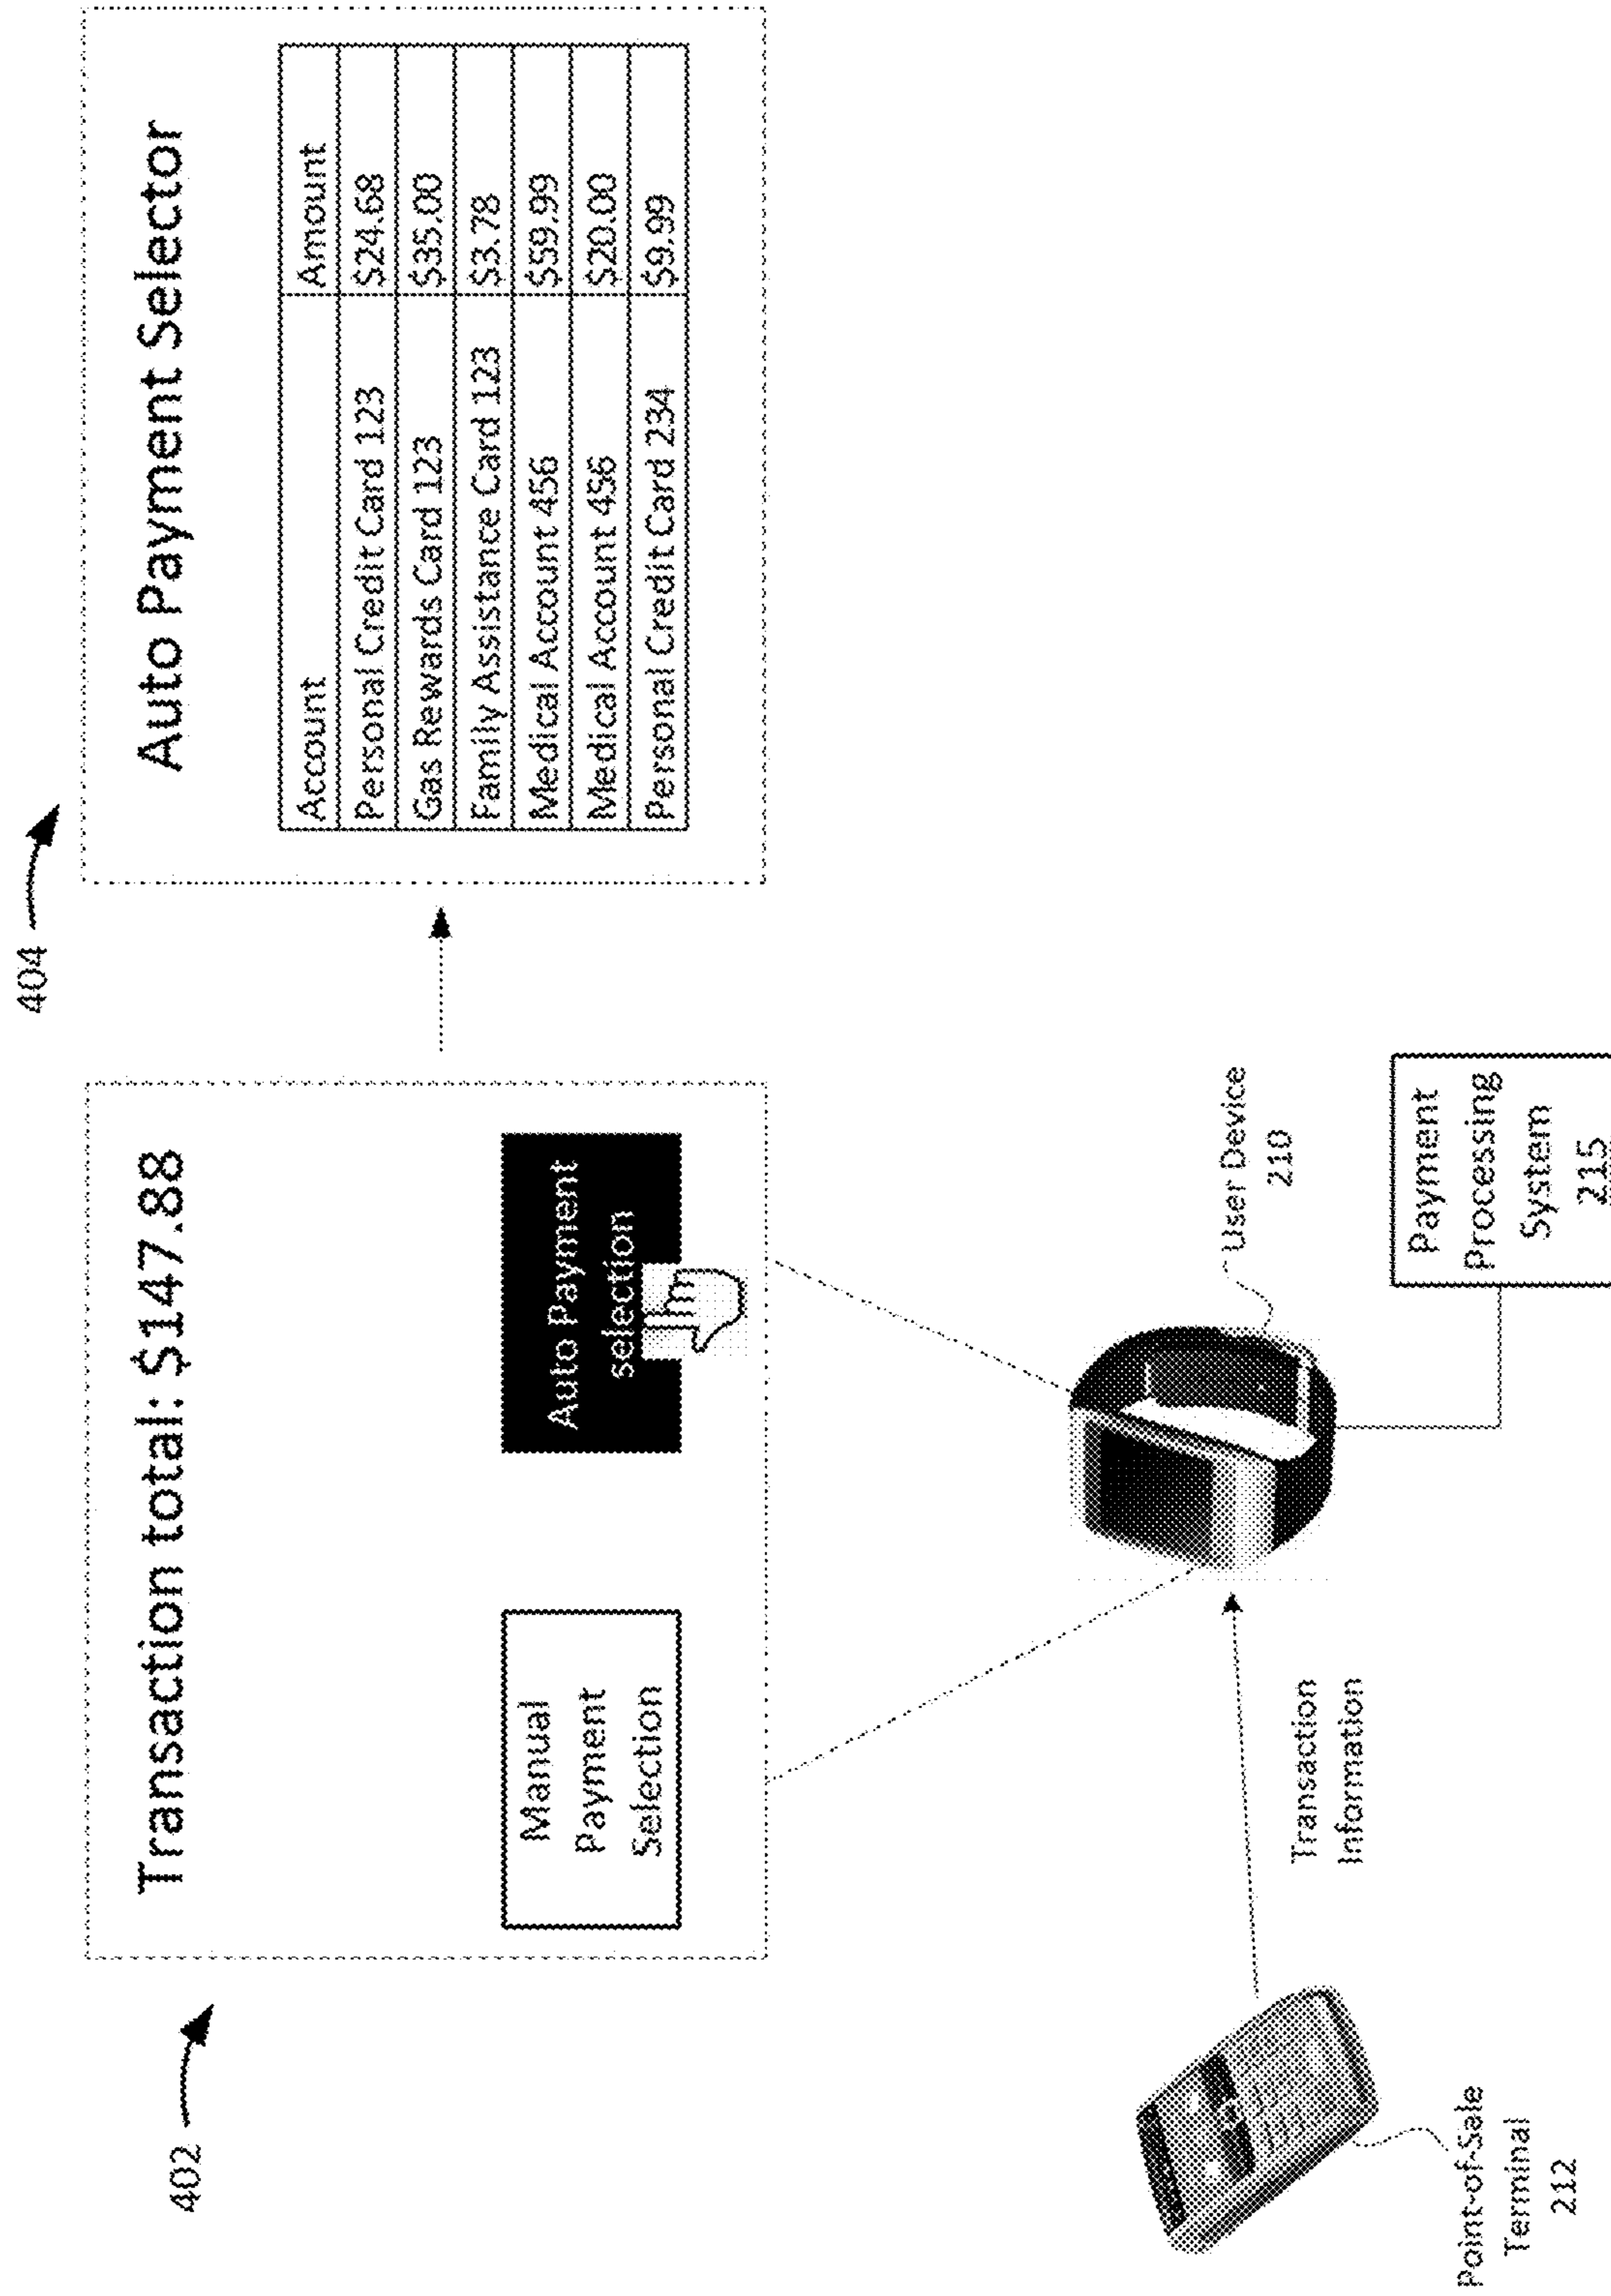 402
Transaction total: $147.88
Manual
Payment
Selection
Auto Payment
selection
404
Auto Payment Selector
Account Amount
Personal Credit Card 123 $24.68
Gas Rewards Card 123 $35.00
Family Assistance Card 123 $3.78
Medical Account 456 $59.99
Medical Account 456 $20.00
Personal Credit Card 234 $9.99
Point-of-Sale
Terminal
212
Transaction
Information
User Device
210
Payment
Processing
System
215